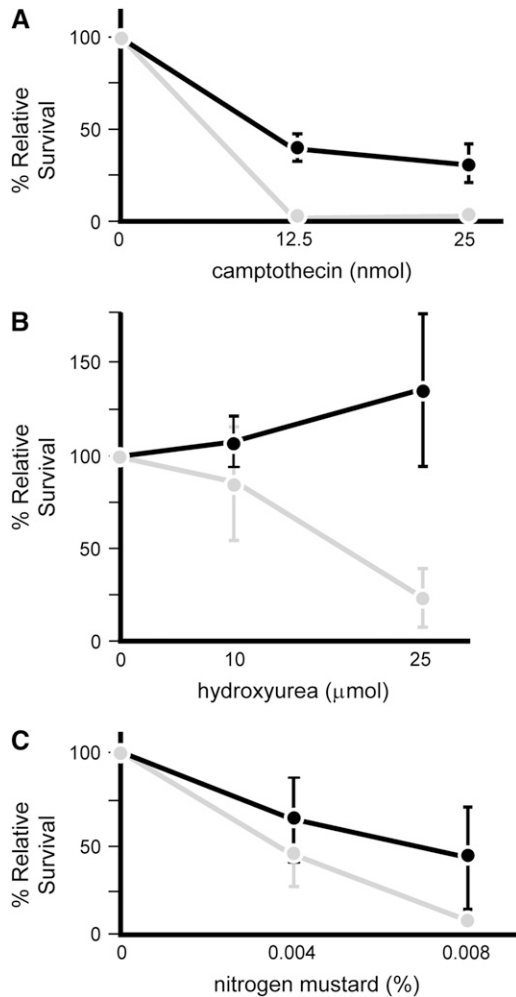 A
% Relative
Survival
100
50
0
0
12.5
25
camptothecin (nmol)
B
% Relative
Survival
150
100
50
0
0
10
25
hydroxyurea (μmol)
C
% Relative
Survival
100
50
0
0
0.004
0.008
nitrogen mustard (%)